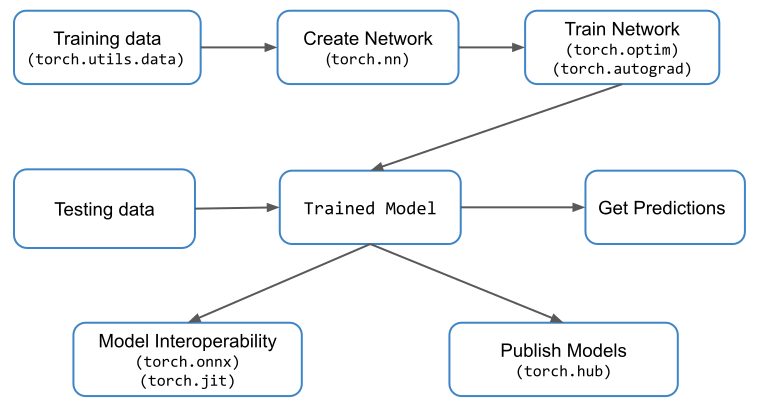 Training data
(torch.utils.data)
Create Network
(torch.nn)
Train Network
(torch.optim)
(torch.autograd)
Testing data
Trained Model
Get Predictions
Model Interoperability
(torch.onnx)
(torch.jit)
Publish Models
(torch.hub)